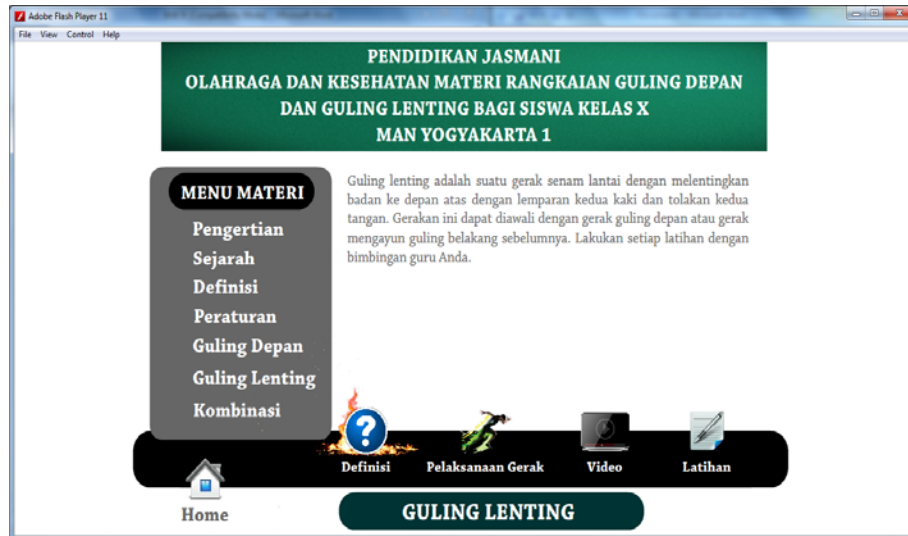 Adobe Flash Player 11
File View Control Help
PENDIDIKAN JASMANI
OLAHRAGA DAN KESEHATAN MATERI RANGKAIAN GULING DEPAN
DAN GULING LENTING BAGI SISWA KELAS X
MAN YOGYAKARTA 1
MENU MATERI
Pengertian
Sejarah
Definisi
Peraturan
Guling Depan
Guling Lenting
Kombinasi
Guling lenting adalah suatu gerak senam lantai dengan melentingkan
badan ke depan atas dengan lemparan kedua kaki dan tolakan kedua
tangan. Gerakan ini dapat diawali dengan gerak guling depan atau gerak
mengayun guling belakang sebelumnya. Lakukan setiap latihan dengan
bimbingan guru Anda.
Definisi Pelaksanaan Gerak Video Latihan
Home
GULING LENTING